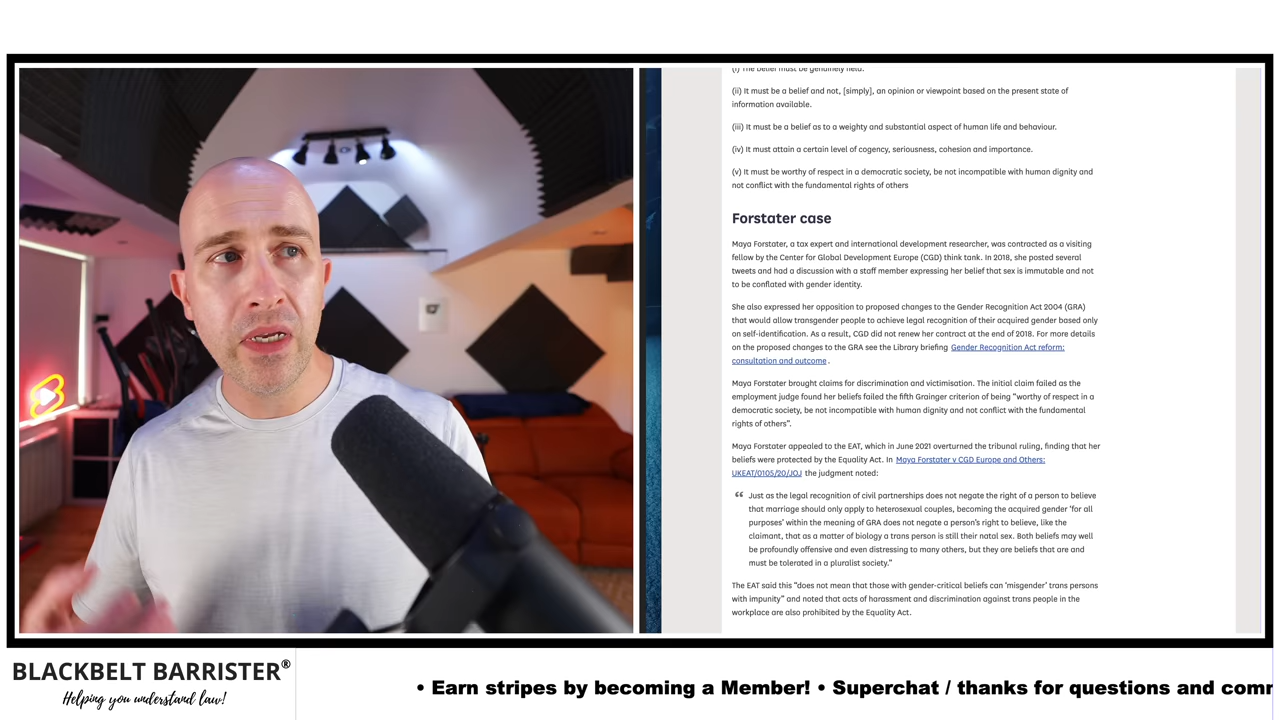 (i) The belief must be genuinely held.
(ii) It must be a belief and not, [simply], an opinion or viewpoint based on the present state of
information available.
(iii) It must be a belief as to a weighty and substantial aspect of human life and behaviour.
(iv) It must attain a certain level of cogency, seriousness, cohesion and importance.
(v) It must be worthy of respect in a democratic society, be not incompatible with human dignity and
not conflict with the fundamental rights of others
Forstater case
Maya Forstater, a tax expert and international development researcher, was contracted as a visiting
fellow by the Center for Global Development Europe (CGD) think tank. In 2018, she posted several
tweets and had a discussion with a staff member expressing her belief that sex is immutable and not
to be conflated with gender identity.
She also expressed her opposition to proposed changes to the Gender Recognition Act 2004 (GRA)
that would allow transgender people to achieve legal recognition of their acquired gender based only
on self-identification. As a result, CGD did not renew her contract at the end of 2018. For more details
on the proposed changes to the GRA see the Library briefing Gender Recognition Act reform:
consultation and outcome.
Maya Forstater brought claims for discrimination and victimisation. The initial claim failed as the
employment judge found her beliefs failed the fifth Grainger criterion of being "worthy of respect in a
democratic society, be not incompatible with human dignity and not conflict with the fundamental
rights of others".
Maya Forstater appealed to the EAT, which in June 2021 overturned the tribunal ruling, finding that her
beliefs were protected by the Equality Act. In Maya Forstater v CGD Europe and Others:
UKEAT/0105/20/JOJ the judgment noted:
“ Just as the legal recognition of civil partnerships does not negate the right of a person to believe
that marriage should only apply to heterosexual couples, becoming the acquired gender ‘for all
purposes’ within the meaning of GRA does not negate a person's right to believe, like the
claimant, that as a matter of biology a trans person is still their natal sex. Both beliefs may well
be profoundly offensive and even distressing to many others, but they are beliefs that are and
must be tolerated in a pluralist society."
The EAT said this "does not mean that those with gender-critical beliefs can ‘misgender’ trans persons
with impunity" and noted that acts of harassment and discrimination against trans people in the
workplace are also prohibited by the Equality Act.
BLACKBELT BARRISTER®
Helping you understand law!
• Earn stripes by becoming a Member! • Superchat / thanks for questions and comm